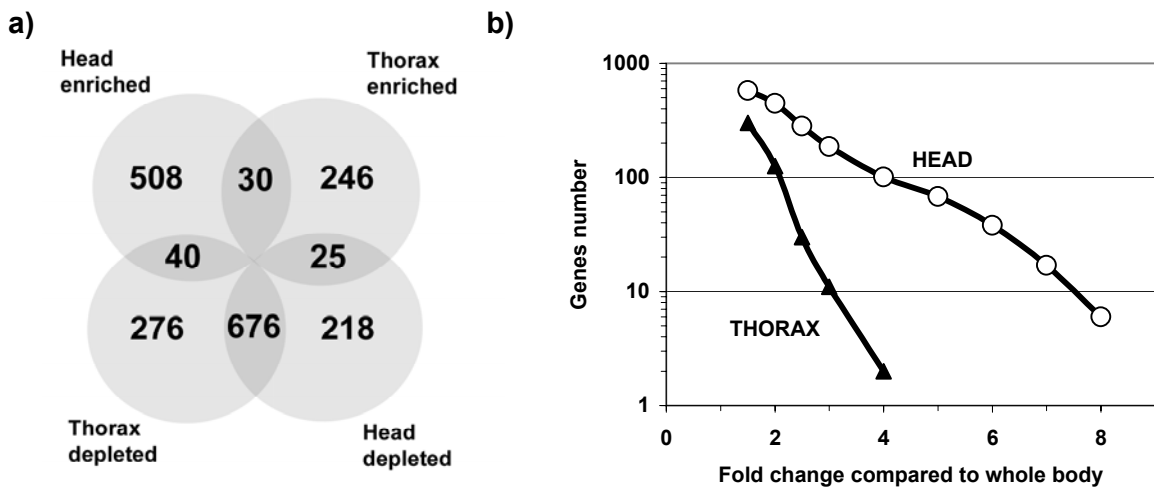 a)
Head
enriched
Thorax
enriched
508
30
246
40
25
276
676
218
Thorax
depleted
Head
depleted
b)
1000
100
10
1
Genes number
HEAD
THORAX
0
2
4
6
8
Fold change compared to whole body